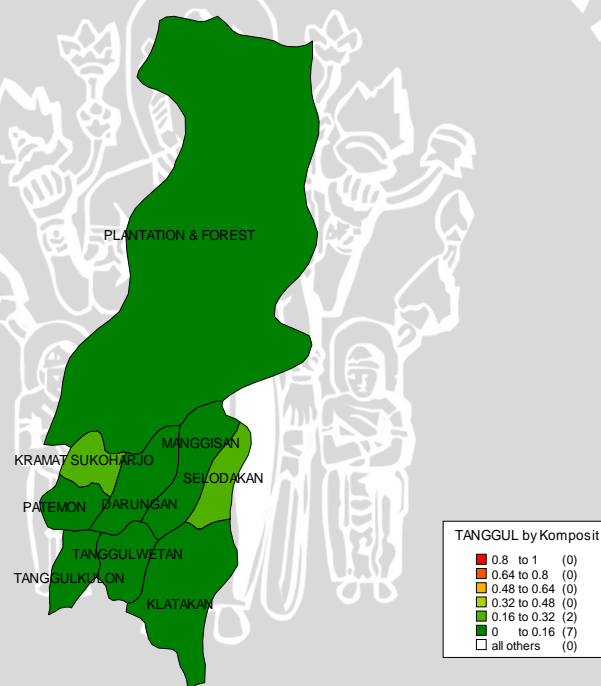 PLANTATION & FOREST
MANGGISAN
KRAMAT SUKOHARJO
SELODAKAN
PATEMON
DARUNGAN
TANGGULWETAN
TANGGULKULON
KLATAKAN
TANGGUL by Komposit
0.8 to 1 (0)
0.64 to 0.8 (0)
0.48 to 0.64 (0)
0.32 to 0.48 (0)
0.16 to 0.32 (2)
0 to 0.16 (7)
all others (0)